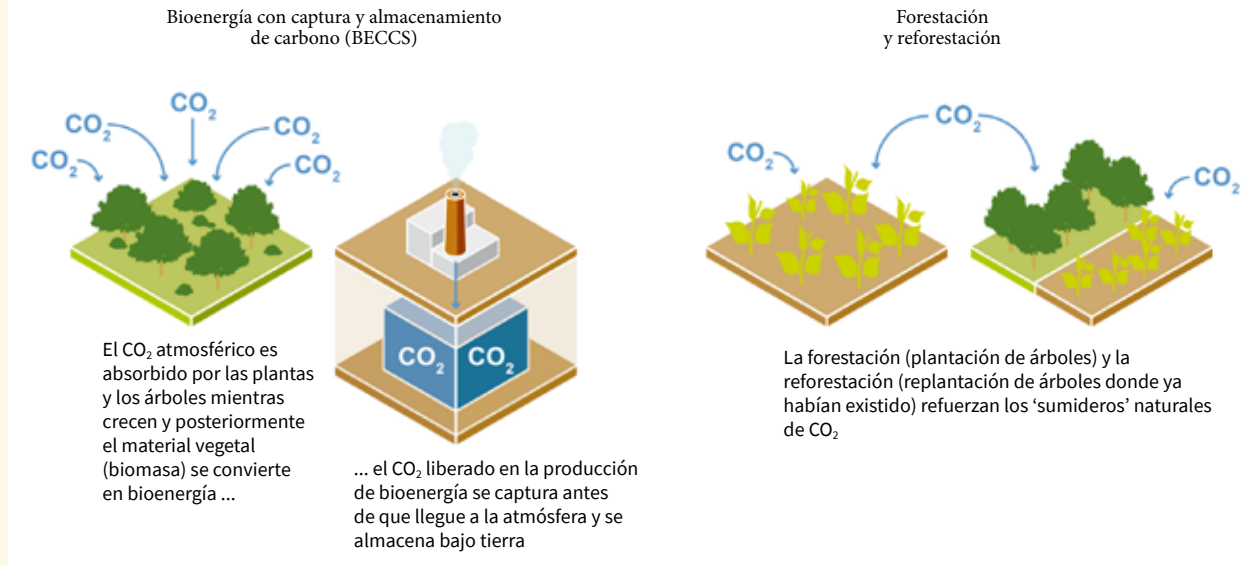 Bioenergía con captura y almacenamiento
de carbono (BECCS)
CO₂
CO₂
CO₂
CO₂
CO₂
El CO₂ atmosférico es
absorbido por las plantas
y los árboles mientras
crecen y posteriormente
el material vegetal
(biomasa) se convierte
en bioenergía ...
CO₂ CO₂
... el CO₂ liberado en la producción
de bioenergía se captura antes
de que llegue a la atmósfera y se
almacena bajo tierra
Forestación
y reforestación
CO₂
CO₂
CO₂
La forestación (plantación de árboles) y la
reforestación (replantación de árboles donde ya
habían existido) refuerzan los ‘sumideros’ naturales
de CO₂